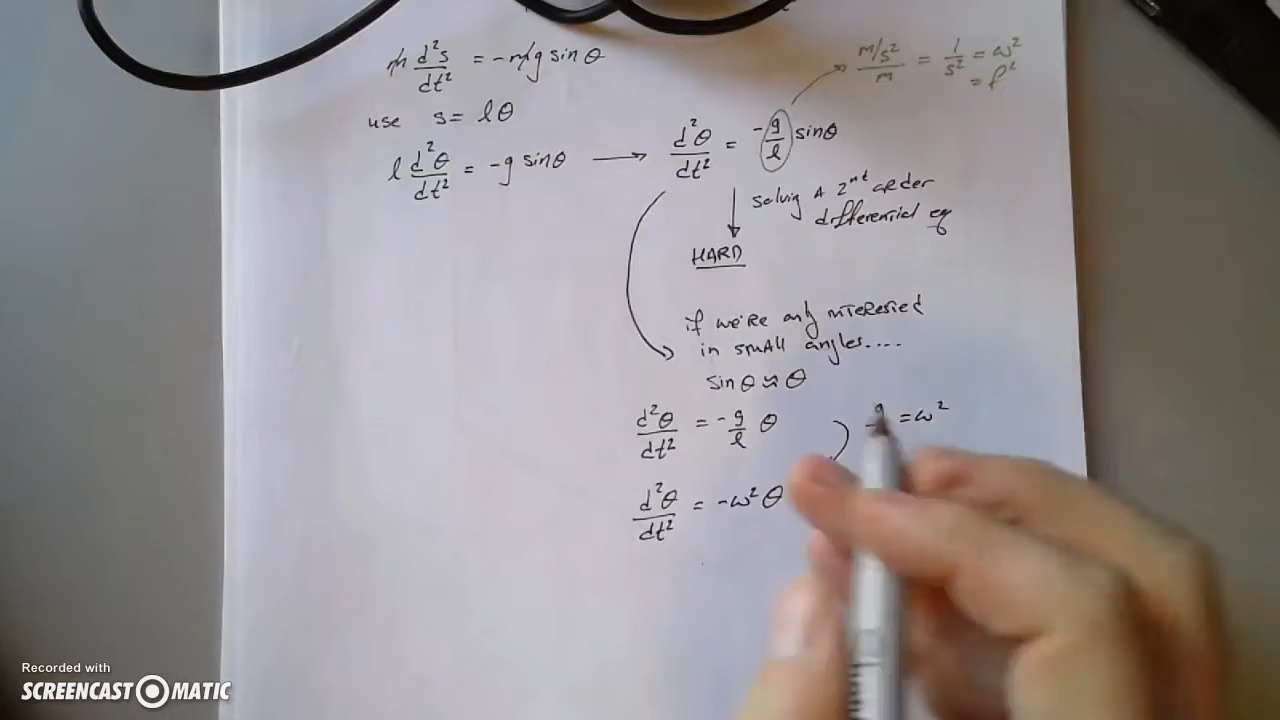 m d²s/dt² = -mg sinθ
m/s²/m = 1/s² = ω²
= f²
use s = lθ
l d²θ/dt² = -g sinθ → d²θ/dt² = -g/l sinθ
solving A 2nd order
differential eq
HARD
if we're only interested
in small angles....
sinθ ≈ θ
d²θ/dt² = -g/l θ
g = ω²
d²θ/dt² = -ω²θ
Recorded with
SCREENCAST-O-MATIC